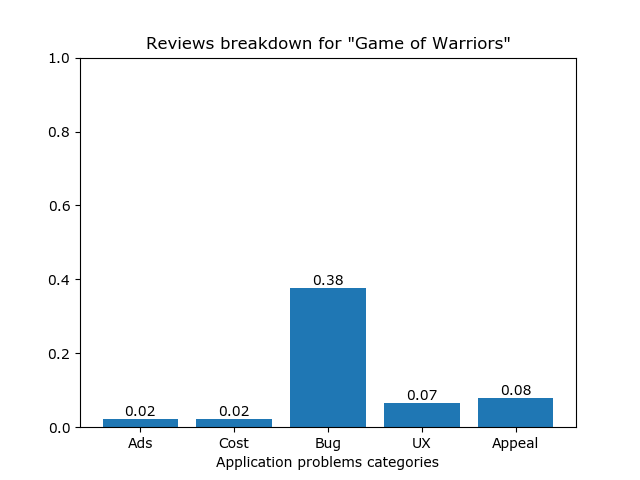 Reviews breakdown for "Game of Warriors"
1.0
0.8
0.6
0.4
0.2
0.0
0.02
0.02
0.38
0.07
0.08
Ads
Cost
Bug
UX
Appeal
Application problems categories